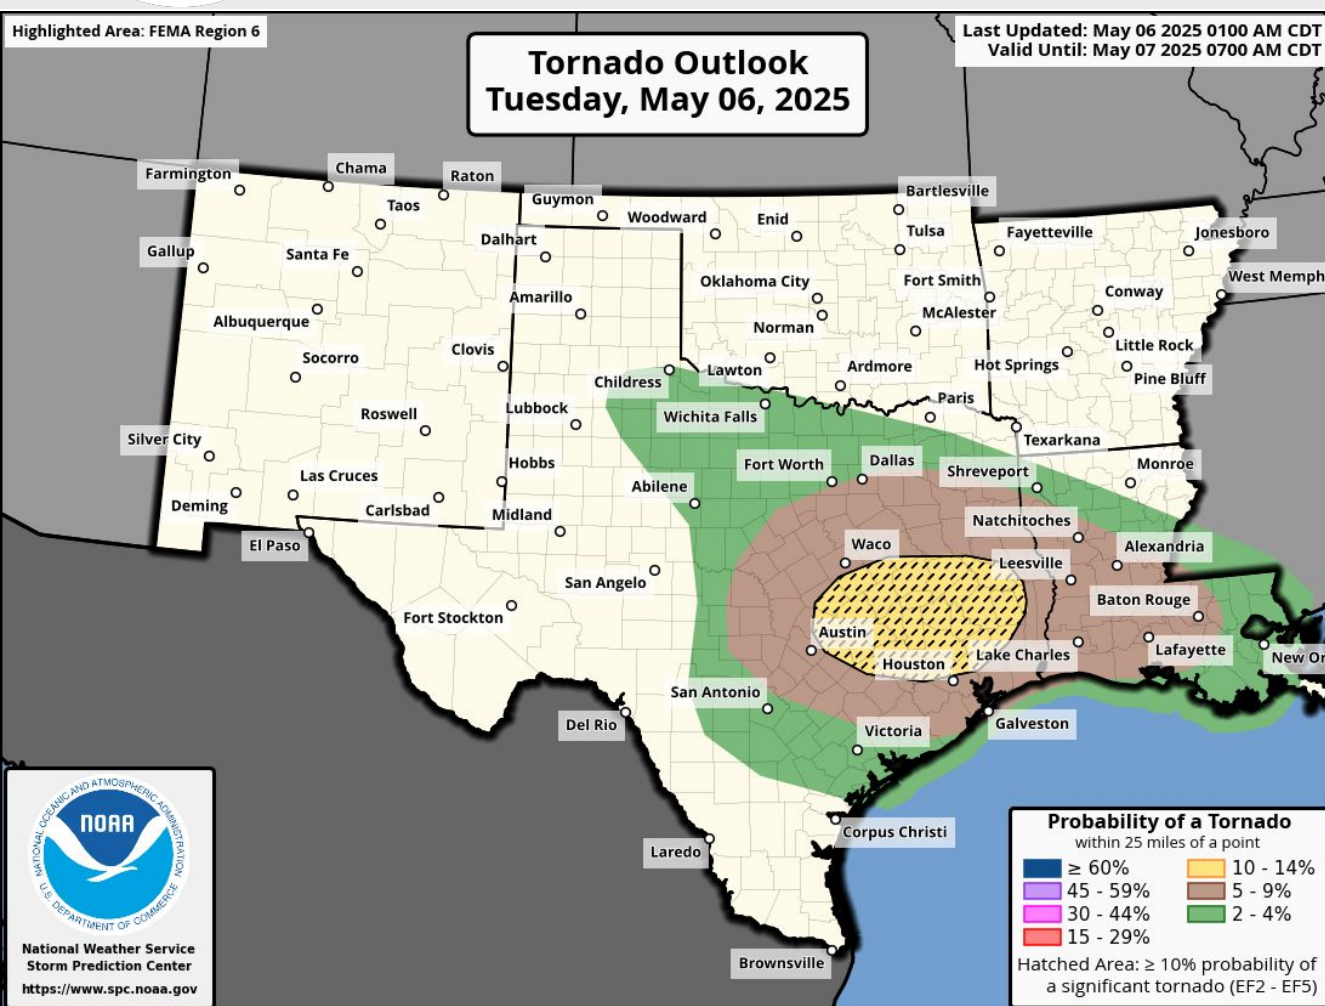 Highlighted Area: FEMA Region 6
Last Updated: May 06 2025 0100 AM CDT
Valid Until: May 07 2025 0700 AM CDT
Tornado Outlook
Tuesday, May 06, 2025
Farmington
Chama
Raton
Taos
Guymon
Woodward
Enid
Bartlesville
Tulsa
Fayetteville
Jonesboro
Gallup
Santa Fe
Dalhart
Oklahoma City
Fort Smith
West Memph
Amarillo
Conway
Albuquerque
Norman
McAlester
Little Rock
Socorro
Clovis
Childress
Lawton
Ardmore
Hot Springs
Pine Bluff
Roswell
Lubbock
Wichita Falls
Paris
Texarkana
Silver City
Hobbs
Fort Worth
Dallas
Shreveport
Monroe
Las Cruces
Abilene
Deming
Carlsbad
Midland
Natchitoches
El Paso
Waco
Alexandria
San Angelo
Leesville
Fort Stockton
Baton Rouge
Austin
Lake Charles
Lafayette
New Or
Houston
San Antonio
Del Rio
Victoria
Galveston
Corpus Christi
Laredo
Brownsville
NATIONAL OCEANIC AND ATMOSPHERIC ADMINISTRATION
NOAA
U.S. DEPARTMENT OF COMMERCE
National Weather Service
Storm Prediction Center
https://www.spc.noaa.gov
Probability of a Tornado
within 25 miles of a point
≥ 60%
45 - 59%
30 - 44%
15 - 29%
10 - 14%
5 - 9%
2 - 4%
Hatched Area: ≥ 10% probability of
a significant tornado (EF2 - EF5)